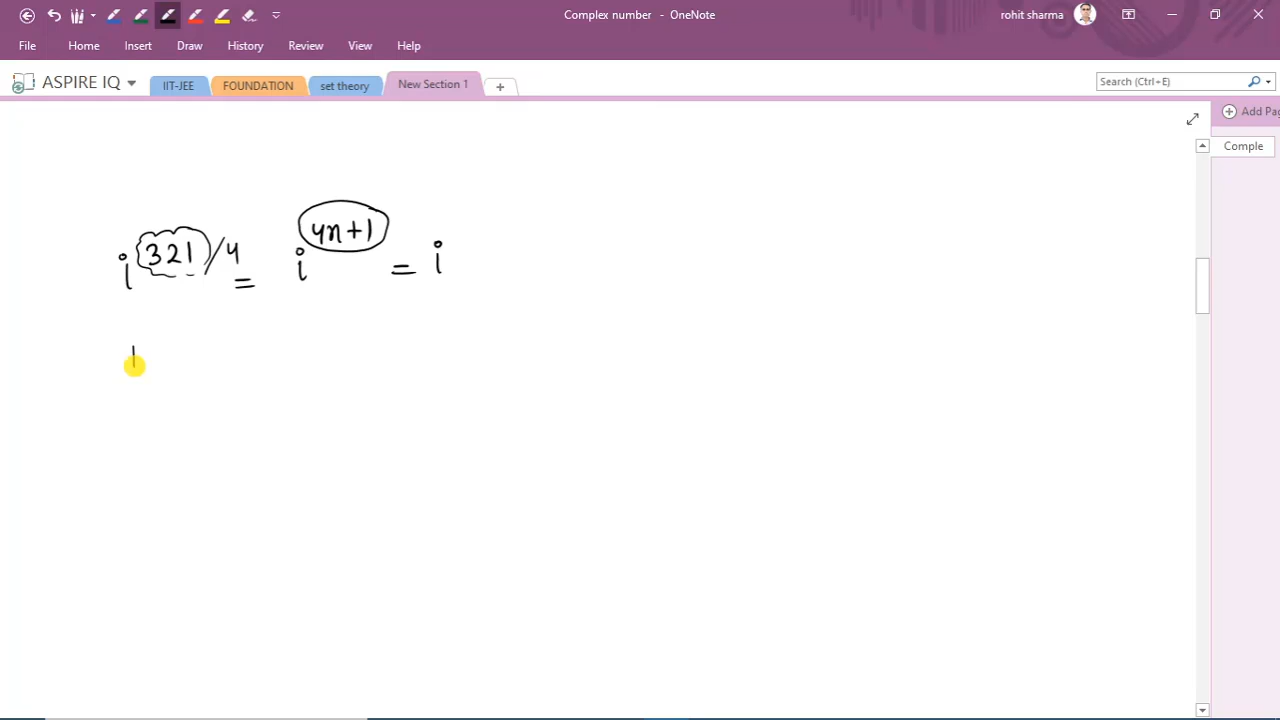 Complex number - OneNote
rohit sharma
File Home Insert Draw History Review View Help
ASPIRE IQ
IIT-JEE FOUNDATION set theory New Section 1
Search (Ctrl+E)
Add Pag
Comple
i^321/4 = i^4n+1 = i